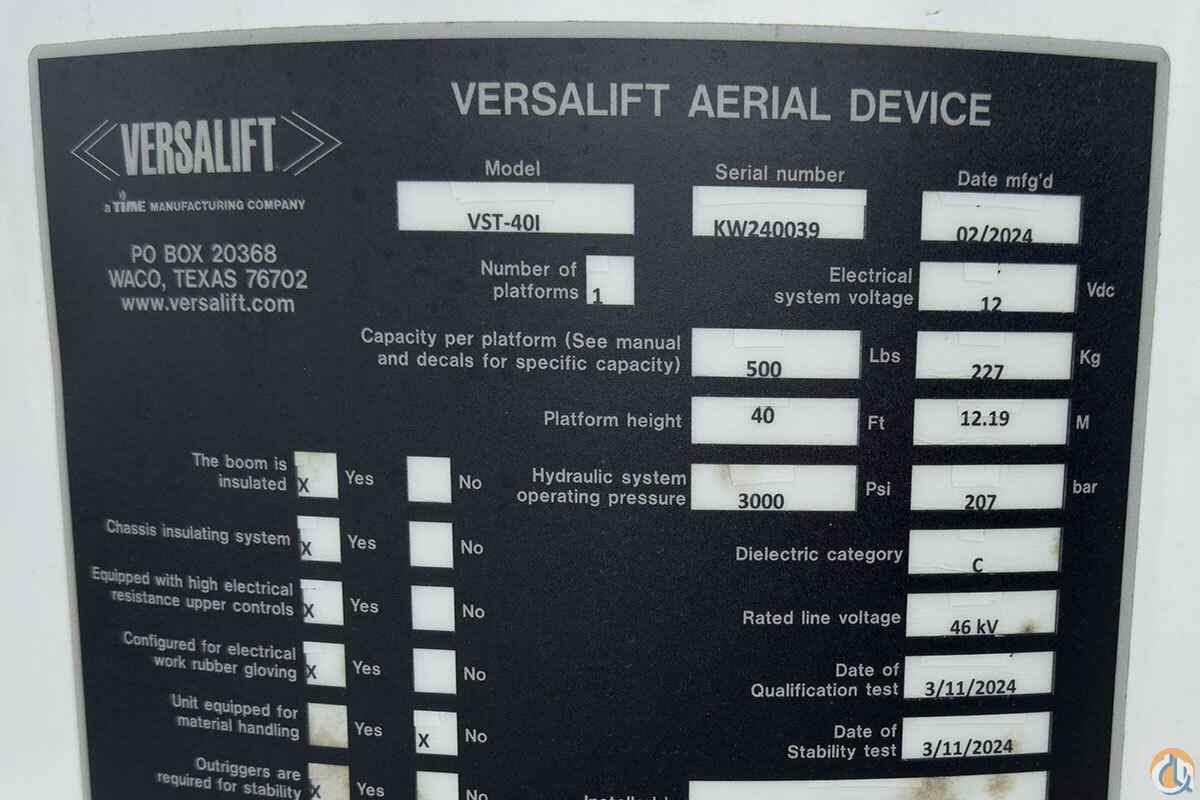 VERSALIFT AERIAL DEVICE
VERSALIFT
a TIME MANUFACTURING COMPANY
PO BOX 20368
WACO, TEXAS 76702
www.versalift.com
Model
VST-40I
Serial number
KW240039
Date mfg'd
02/2024
Number of
platforms 1
Electrical
system voltage 12 Vdc
Capacity per platform (See manual
and decals for specific capacity) 500 Lbs 227 Kg
Platform height 40 Ft 12.19 M
Hydraulic system
operating pressure 3000 Psi 207 bar
Dielectric category C
Rated line voltage 46 kV
Date of
Qualification test 3/11/2024
Date of
Stability test 3/11/2024
The boom is
insulated X Yes No
Chassis insulating system X Yes No
Equipped with high electrical
resistance upper controls X Yes No
Configured for electrical
work rubber gloving X Yes No
Unit equipped for
material handling Yes X No
Outriggers are
required for stability X Yes No